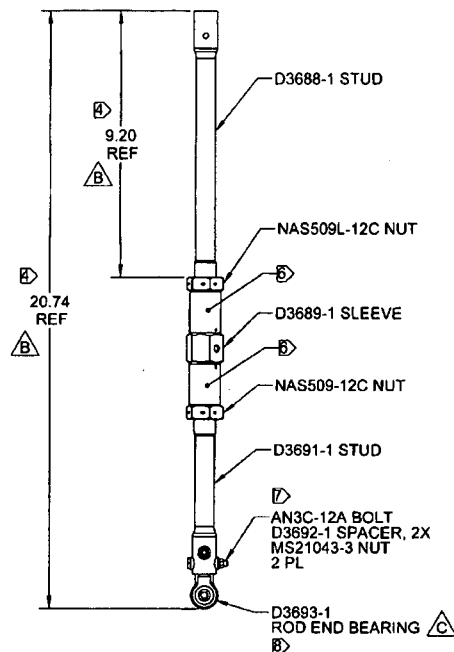 D3688-1 STUD
4
9.20
REF
B
NAS509L-12C NUT
4
6
20.74
REF
D3689-1 SLEEVE
B
6
NAS509-12C NUT
D3691-1 STUD
7
AN3C-12A BOLT
D3692-1 SPACER, 2X
MS21043-3 NUT
2 PL
D3693-1
ROD END BEARING
C
8